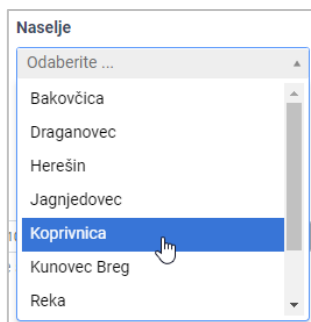 Naselje
Odaberite ...
Bakovčica
Draganovec
Herešin
Jagnjedovec
Koprivnica
Kunovec Breg
Reka